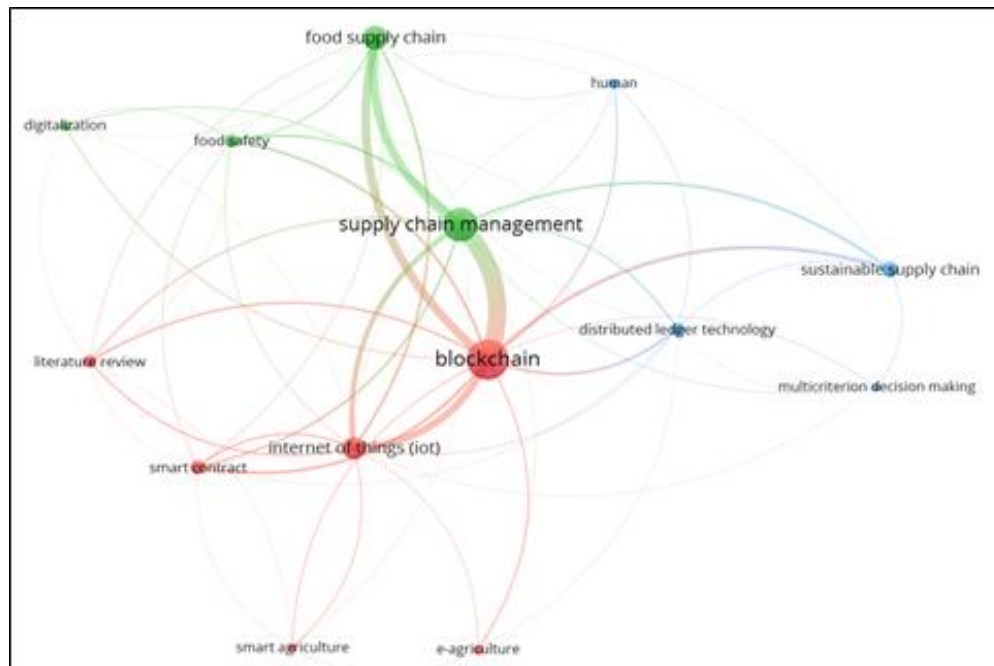 food supply chain
human
digitalization
food safety
supply chain management
sustainable supply chain
distributed ledger technology
blockchain
literature review
multicriterion decision making
internet of things (iot)
smart contract
smart agriculture
e-agriculture